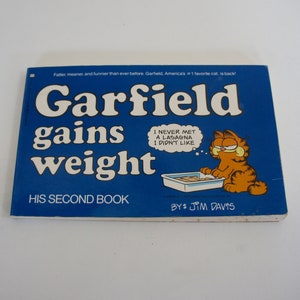 Fatter, meaner, and funnier than ever before. Garfield, America's #1 favorite cat, is back!
Garfield
gains
weight
I NEVER MET
A LASAGNA
I DIDN'T LIKE
HIS SECOND BOOK
BY: JIM DAVIS